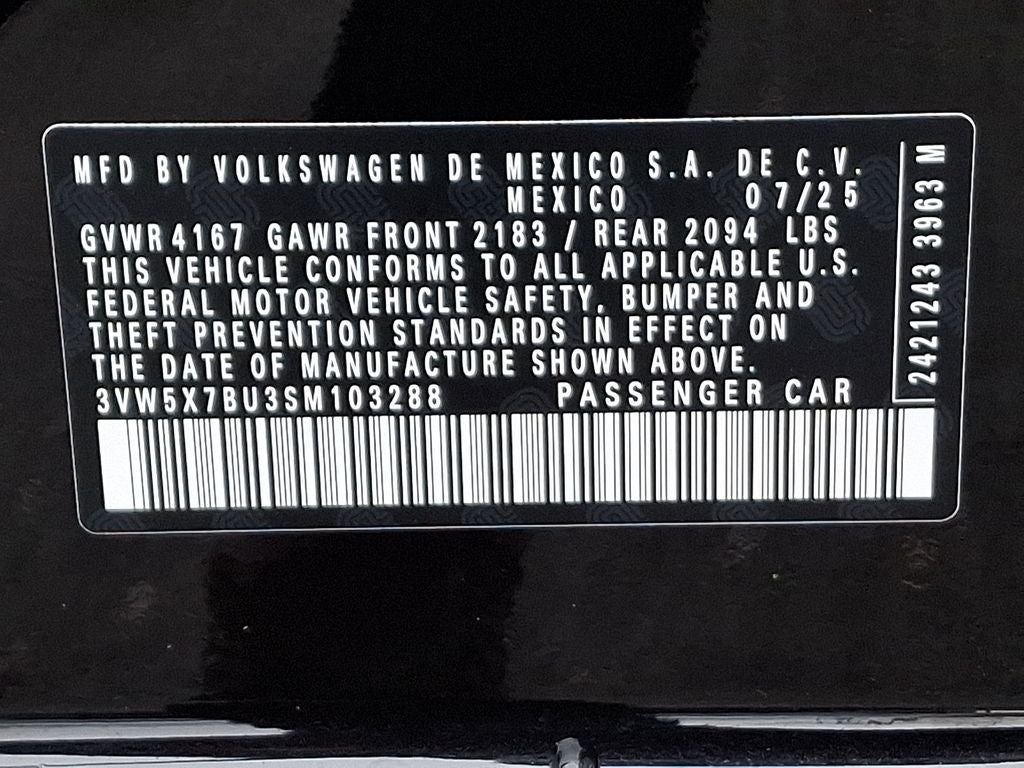 MFD BY VOLKSWAGEN DE MEXICO S.A. DE C.V.
MEXICO 07/25
GVWR 4167 GAWR FRONT 2183 / REAR 2094 LBS
THIS VEHICLE CONFORMS TO ALL APPLICABLE U.S.
FEDERAL MOTOR VEHICLE SAFETY, BUMPER AND
THEFT PREVENTION STANDARDS IN EFFECT ON
THE DATE OF MANUFACTURE SHOWN ABOVE.
3VW5X7BU3SM103288 PASSENGER CAR
2421243 3963 M